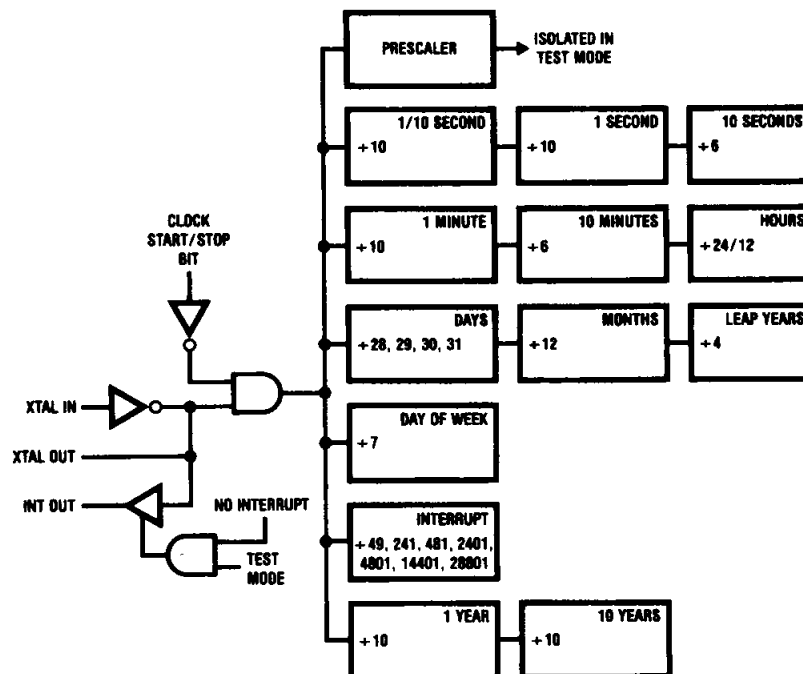 PRESCALER
ISOLATED IN
TEST MODE
1/10 SECOND
÷10
1 SECOND
÷10
10 SECONDS
÷6
CLOCK
START/STOP
BIT
1 MINUTE
÷10
10 MINUTES
÷6
HOURS
÷24/12
DAYS
÷28, 29, 30, 31
MONTHS
÷12
LEAP YEARS
÷4
XTAL IN
XTAL OUT
INT OUT
NO INTERRUPT
TEST
MODE
DAY OF WEEK
÷7
INTERRUPT
÷49, 241, 481, 2401,
4801, 14401, 28801
1 YEAR
÷10
10 YEARS
÷10